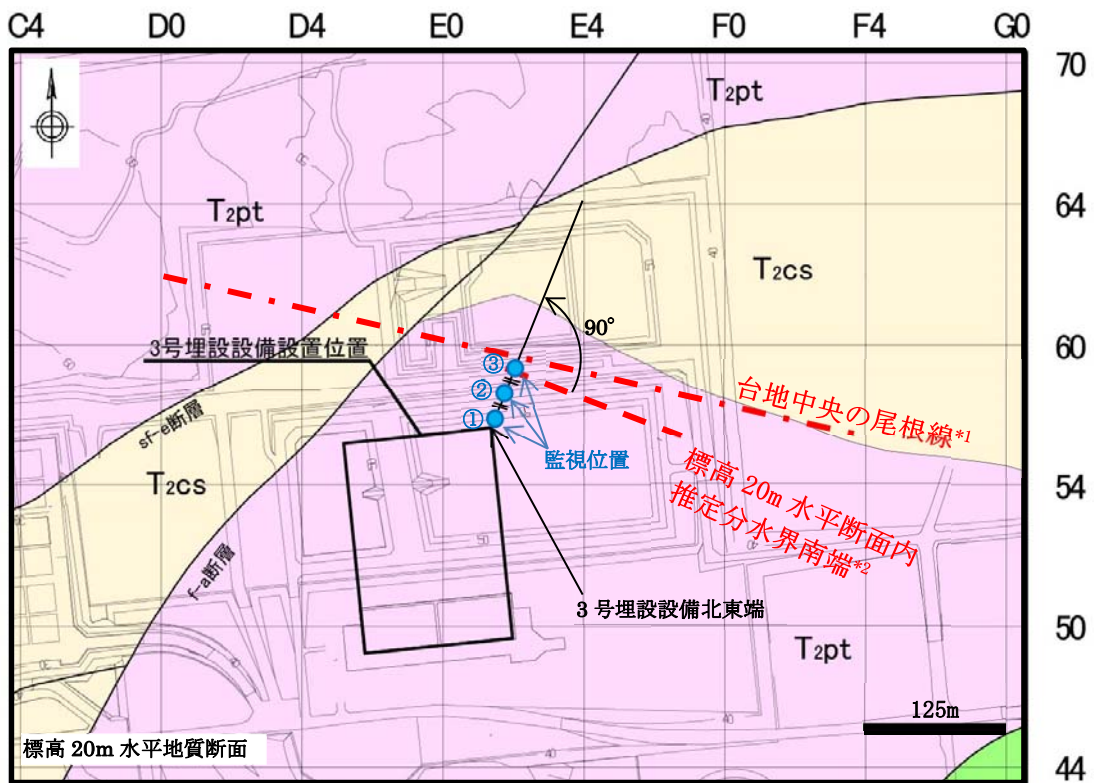 C4 D0 D4 E0 E4 F0 F4 G0
70
T2pt
T2pt
64
T2cs
90°
60
3号埋設設備設置位置
③
②
①
台地中央の尾根線*1
sf-e断層
監視位置
標高 20m 水平断面内
推定分水界南端*2
T2cs
54
f-a断層
3 号埋設設備北東端
50
T2pt
125m
標高 20m 水平地質断面
44